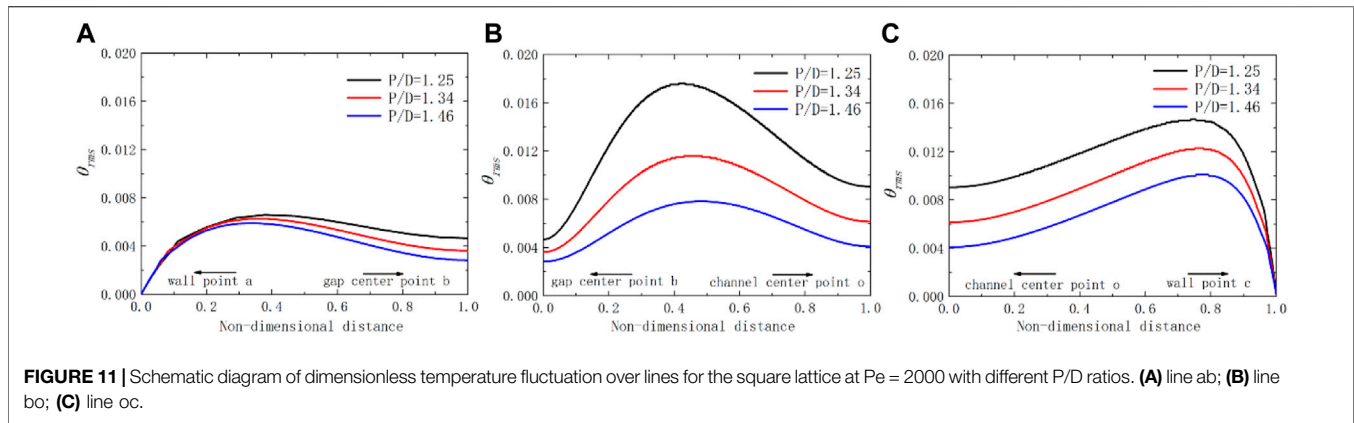 A
0.020
0.016
0.012
0.008
0.004
0.000
θrms
P/D=1.25
P/D=1.34
P/D=1.46
wall point a
gap center point b
0.0 0.2 0.4 0.6 0.8 1.0
Non-dimensional distance
B
0.020
0.016
0.012
0.008
0.004
0.000
θrms
P/D=1.25
P/D=1.34
P/D=1.46
gap center point b
channel center point o
0.0 0.2 0.4 0.6 0.8 1.0
Non-dimensional distance
C
0.020
0.016
0.012
0.008
0.004
0.000
θrms
P/D=1.25
P/D=1.34
P/D=1.46
channel center point o
wall point c
0.0 0.2 0.4 0.6 0.8 1.0
Non-dimensional distance
FIGURE 11 | Schematic diagram of dimensionless temperature fluctuation over lines for the square lattice at Pe = 2000 with different P/D ratios. (A) line ab; (B) line
bo; (C) line oc.